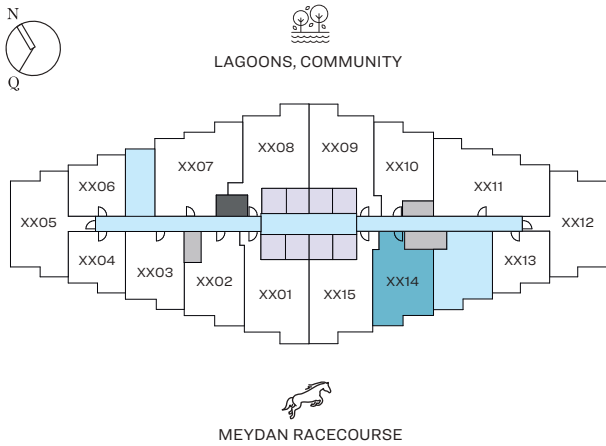 N
Q
LAGOONS, COMMUNITY
XX08
XX09
XX07
XX10
XX06
XX11
XX05
XX12
XX04
XX03
XX02
XX01
XX15
XX14
XX13
MEYDAN RACECOURSE